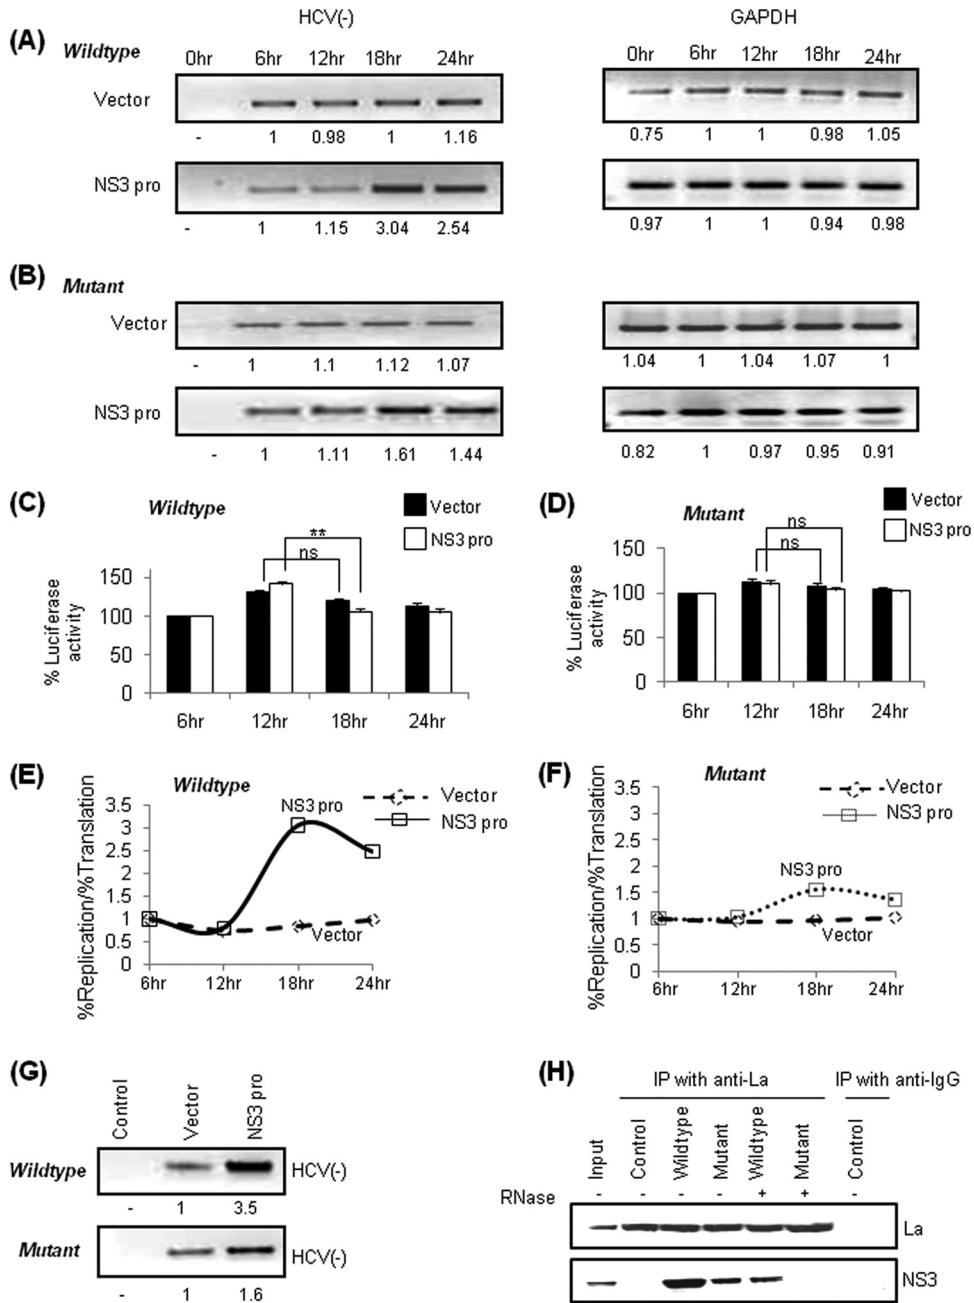 HCV(-) GAPDH
(A) Wildtype 0hr 6hr 12hr 18hr 24hr 0hr 6hr 12hr 18hr 24hr
Vector
- 1 0.98 1 1.16 0.75 1 1 0.98 1.05
NS3 pro
- 1 1.15 3.04 2.54 0.97 1 1 0.94 0.98
(B) Mutant
Vector
- 1 1.1 1.12 1.07 1.04 1 1.04 1.07 1
NS3 pro
- 1 1.11 1.61 1.44 0.82 1 0.97 0.95 0.91
(C) Wildtype
Vector
NS3 pro
**
ns
% Luciferase activity
150
100
50
0
6hr 12hr 18hr 24hr
(D) Mutant
Vector
NS3 pro
ns
ns
% Luciferase activity
150
100
50
0
6hr 12hr 18hr 24hr
(E) Wildtype
Vector
NS3 pro
NS3 pro
Vector
%Replication/%Translation
3.5
3
2.5
2
1.5
1
0.5
0
6hr 12hr 18hr 24hr
(F) Mutant
Vector
NS3 pro
NS3 pro
Vector
%Replication/%Translation
3.5
3
2.5
2
1.5
1
0.5
0
6hr 12hr 18hr 24hr
(G)
Control Vector NS3 pro
Wildtype HCV(-)
- 1 3.5
Mutant HCV(-)
- 1 1.6
(H)
IP with anti-La IP with anti-IgG
Input Control Wildtype Mutant Wildtype Mutant Control
RNase - - - - + + -
La
NS3